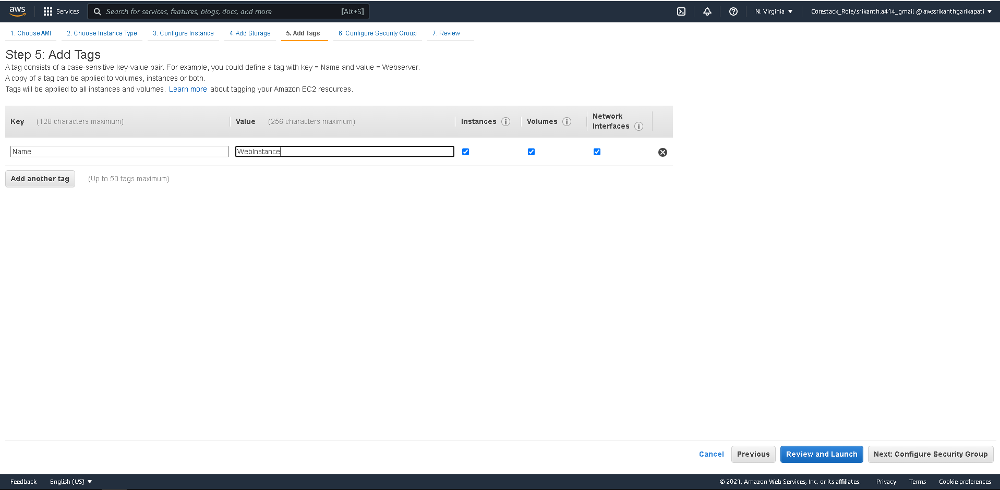 aws Services Search for services, features, blogs, docs, and more [Alt+S] N. Virginia ▼ Corestack_Role/srikanth.a414_gmail @ awssrikanthgarikapati ▼
1. Choose AMI 2. Choose Instance Type 3. Configure Instance 4. Add Storage 5. Add Tags 6. Configure Security Group 7. Review
Step 5: Add Tags
A tag consists of a case-sensitive key-value pair. For example, you could define a tag with key = Name and value = Webserver.
A copy of a tag can be applied to volumes, instances or both.
Tags will be applied to all instances and volumes. Learn more about tagging your Amazon EC2 resources.
Key (128 characters maximum) Value (256 characters maximum) Instances i Volumes i Network Interfaces i
Name WebInstance
Add another tag (Up to 50 tags maximum)
Cancel Previous Review and Launch Next: Configure Security Group
Feedback English (US) ▼ © 2021, Amazon Web Services, Inc. or its affiliates. Privacy Terms Cookie preferences